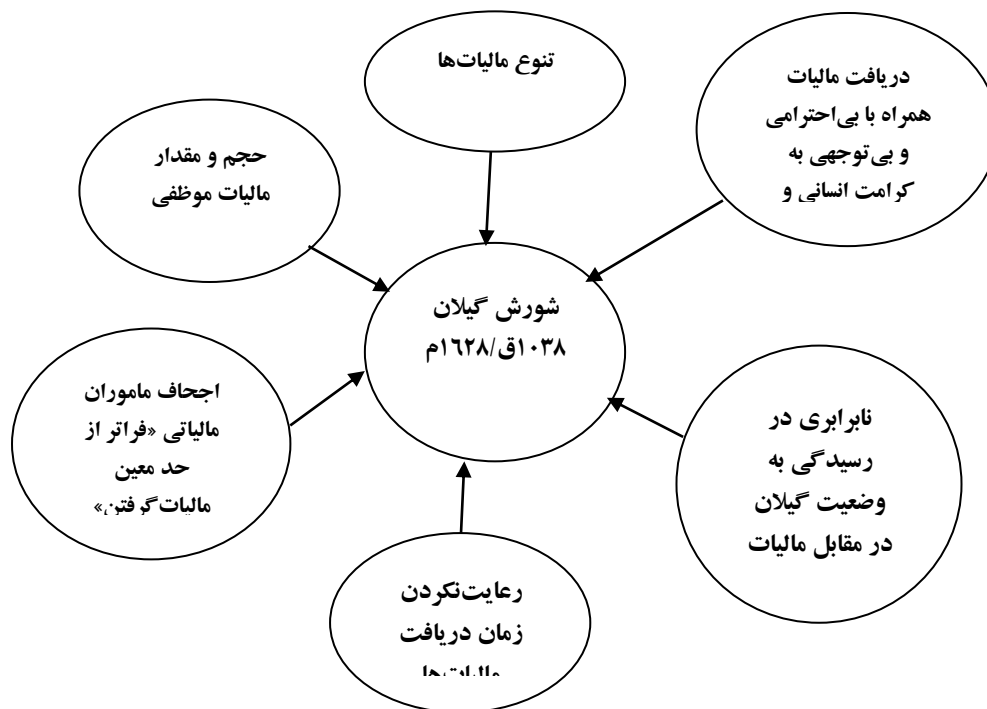 تنوع مالیات‌ها
دریافت مالیات
همراه با بی‌احترامی
و بی‌توجهی به
کرامت انسانی و
حجم و مقدار
مالیات موظفی
شورش گیلان
۱۰۳۸ق/۱۶۲۸م
اجحاف ماموران
مالیاتی «فراتر از
حد معین
مالیات‌گرفتن»
نابرابری در
رسیدگی به
وضعیت گیلان
در مقابل مالیات
رعایت‌نکردن
زمان دریافت
مالیات‌ها